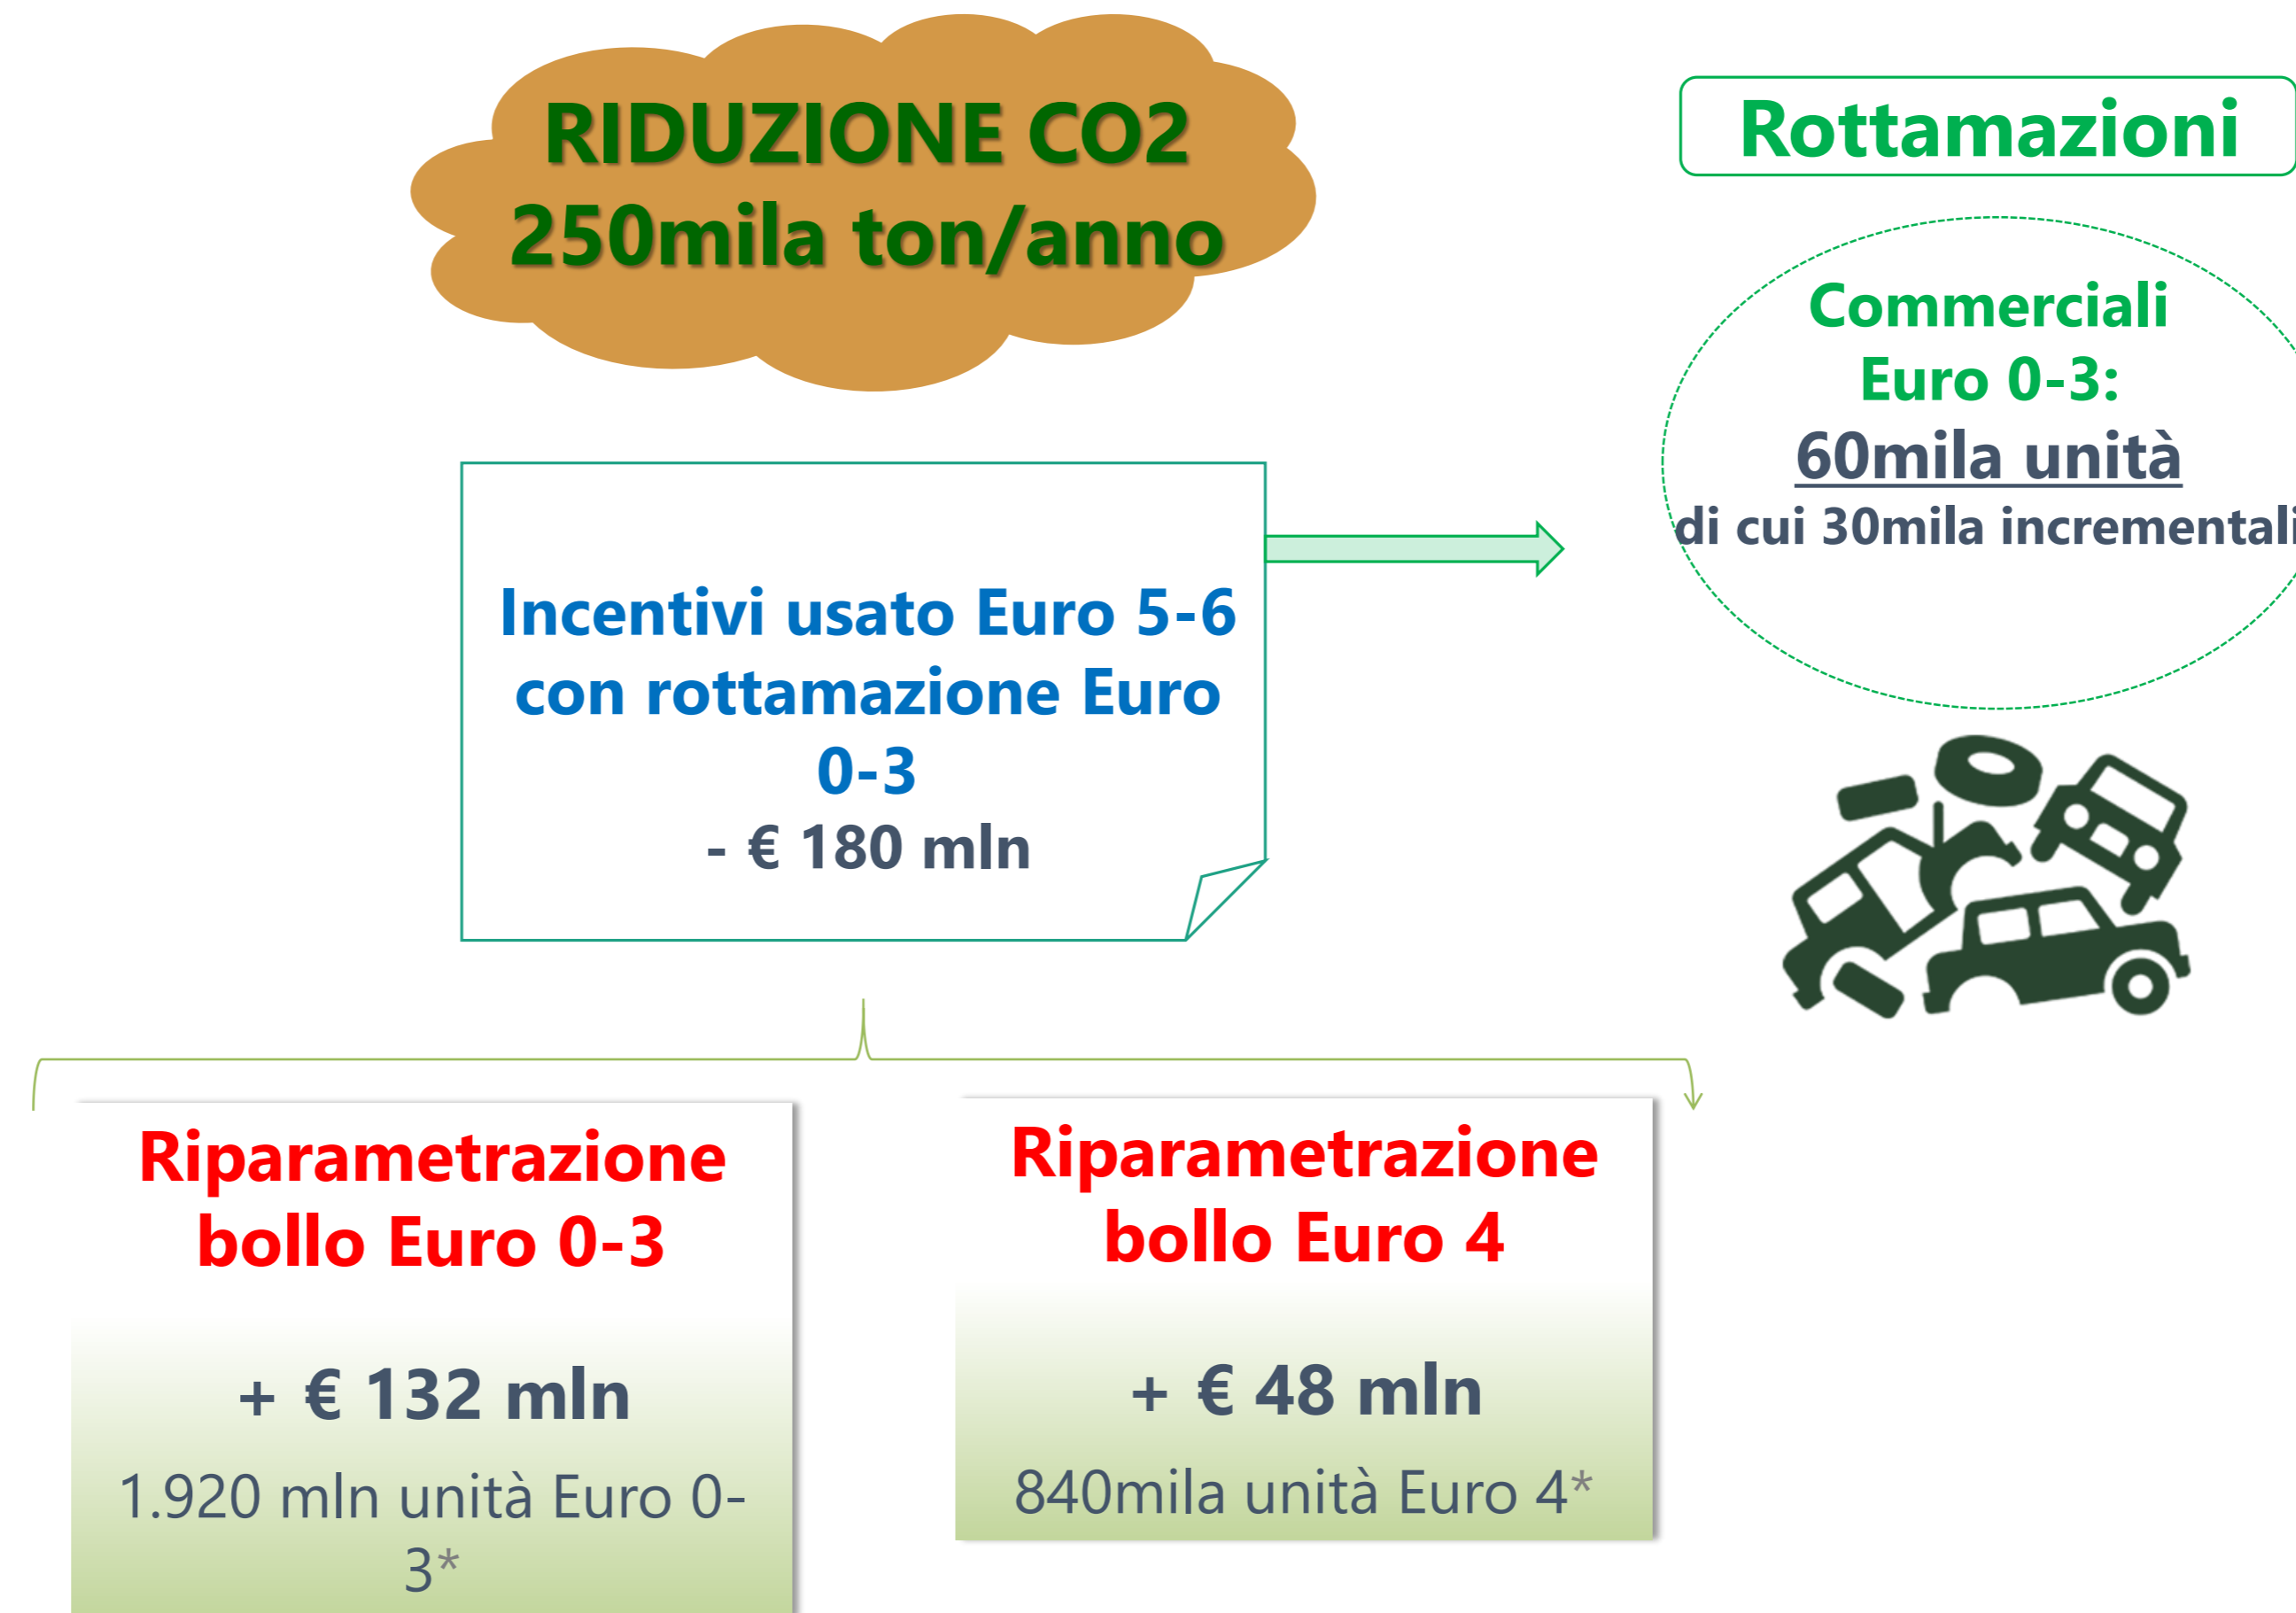 RIDUZIONE CO2
250mila ton/anno
Rottamazioni
Commerciali
Euro 0-3:
60mila unità
di cui 30mila incrementali
Incentivi usato Euro 5-6
con rottamazione Euro
0-3
- € 180 mln
Riparametrazione
bollo Euro 0-3
+ € 132 mln
1.920 mln unità Euro 0-
3*
Riparametrazione
bollo Euro 4
+ € 48 mln
840mila unità Euro 4*